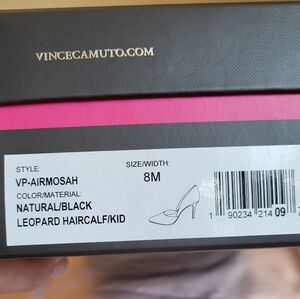 VINCECAMUTO.COM
STYLE:
VP-AIRMOSAH
SIZE/WIDTH:
8M
COLOR/MATERIAL:
NATURAL/BLACK
LEOPARD HAIRCALF/KID
1 90234 214 09